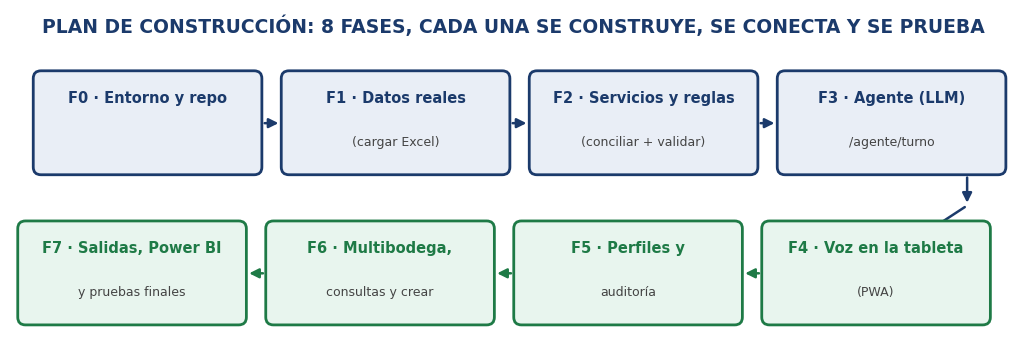 PLAN DE CONSTRUCCIÓN: 8 FASES, CADA UNA SE CONSTRUYE, SE CONECTA Y SE PRUEBA
F0 · Entorno y repo
F1 · Datos reales
(cargar Excel)
F2 · Servicios y reglas
(conciliar + validar)
F3 · Agente (LLM)
/agente/turno
F4 · Voz en la tableta
(PWA)
F5 · Perfiles y
auditoría
F6 · Multibodega,
consultas y crear
F7 · Salidas, Power BI
y pruebas finales